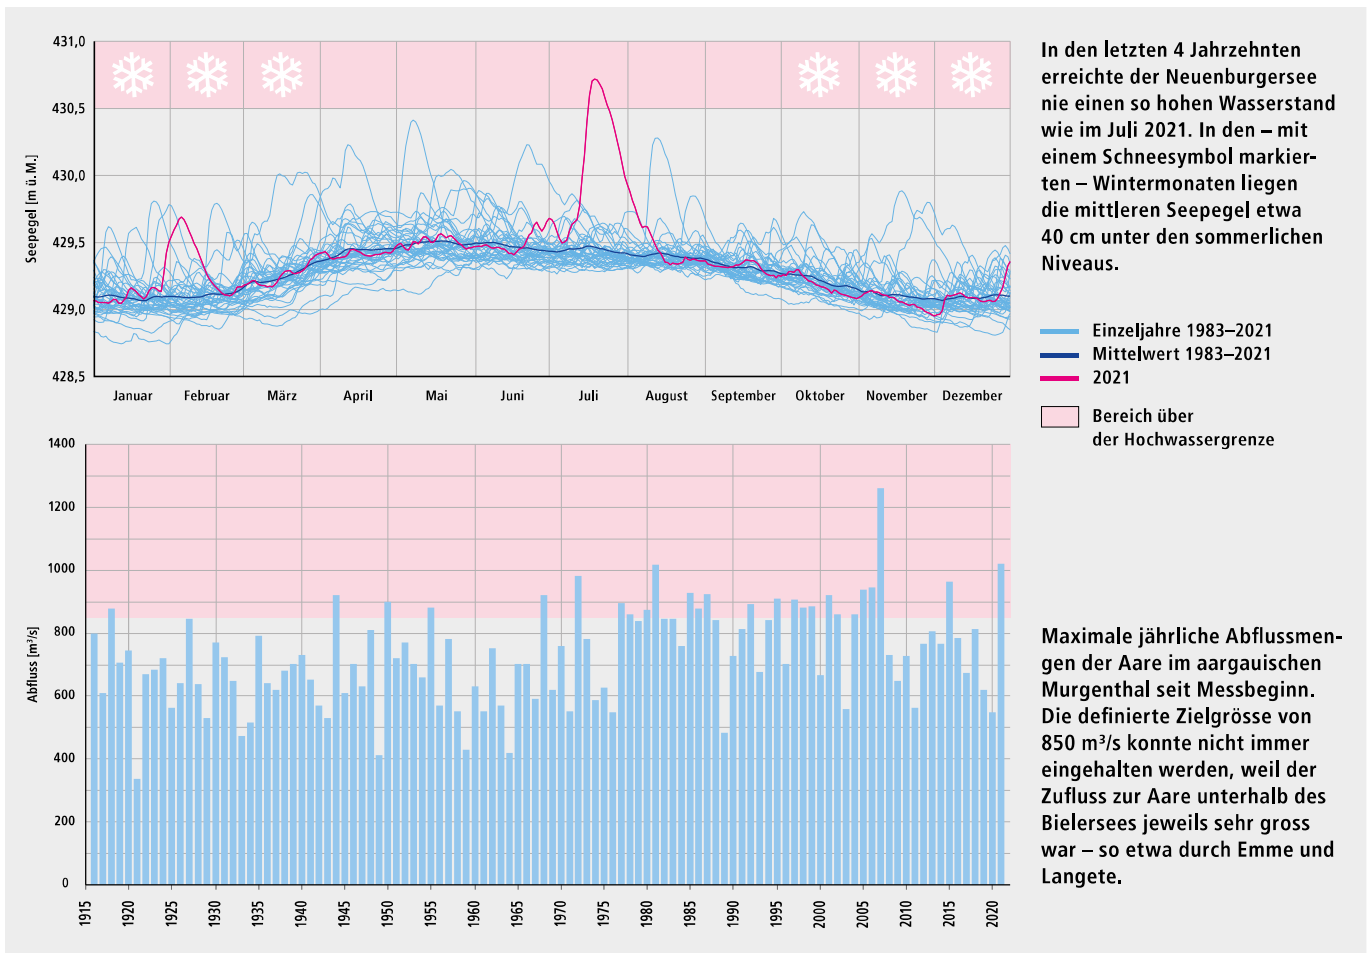 431,0
430,5
430,0
429,5
429,0
428,5
Seepegel [m ü.M.]
Januar Februar März April Mai Juni Juli August September Oktober November Dezember
In den letzten 4 Jahrzehnten
erreichte der Neuenburgersee
nie einen so hohen Wasserstand
wie im Juli 2021. In den – mit
einem Schneesymbol markier-
ten – Wintermonaten liegen
die mittleren Seepegel etwa
40 cm unter den sommerlichen
Niveaus.
Einzeljahre 1983–2021
Mittelwert 1983–2021
2021
Bereich über
der Hochwassergrenze
1400
1200
1000
800
600
400
200
0
Abfluss [m³/s]
1915 1920 1925 1930 1935 1940 1945 1950 1955 1960 1965 1970 1975 1980 1985 1990 1995 2000 2005 2010 2015 2020
Maximale jährliche Abflussmen-
gen der Aare im aargauischen
Murgenthal seit Messbeginn.
Die definierte Zielgrösse von
850 m³/s konnte nicht immer
eingehalten werden, weil der
Zufluss zur Aare unterhalb des
Bielersees jeweils sehr gross
war – so etwa durch Emme und
Langete.